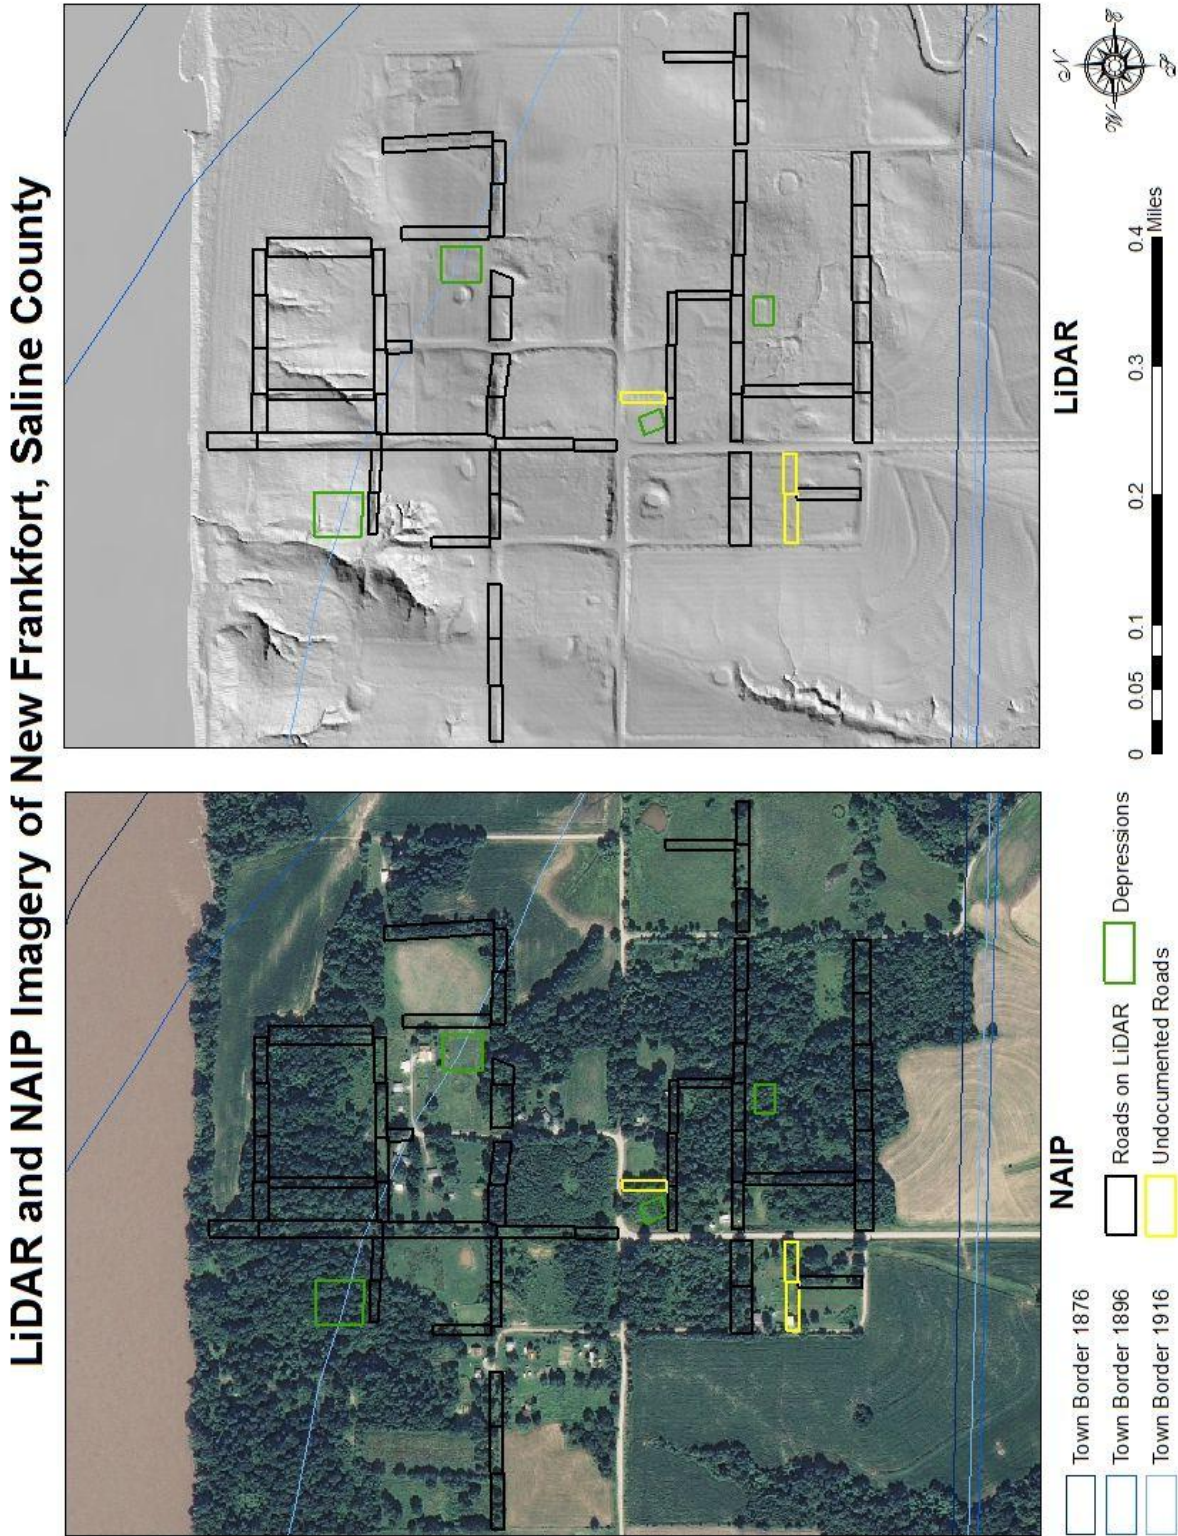 LiDAR and NAIP Imagery of New Frankfort, Saline County
NAIP
LiDAR
Town Border 1876
Town Border 1896
Town Border 1916
Roads on LiDAR
Undocumented Roads
Depressions
0 0.05 0.1 0.2 0.3 0.4
Miles
N
W E
S